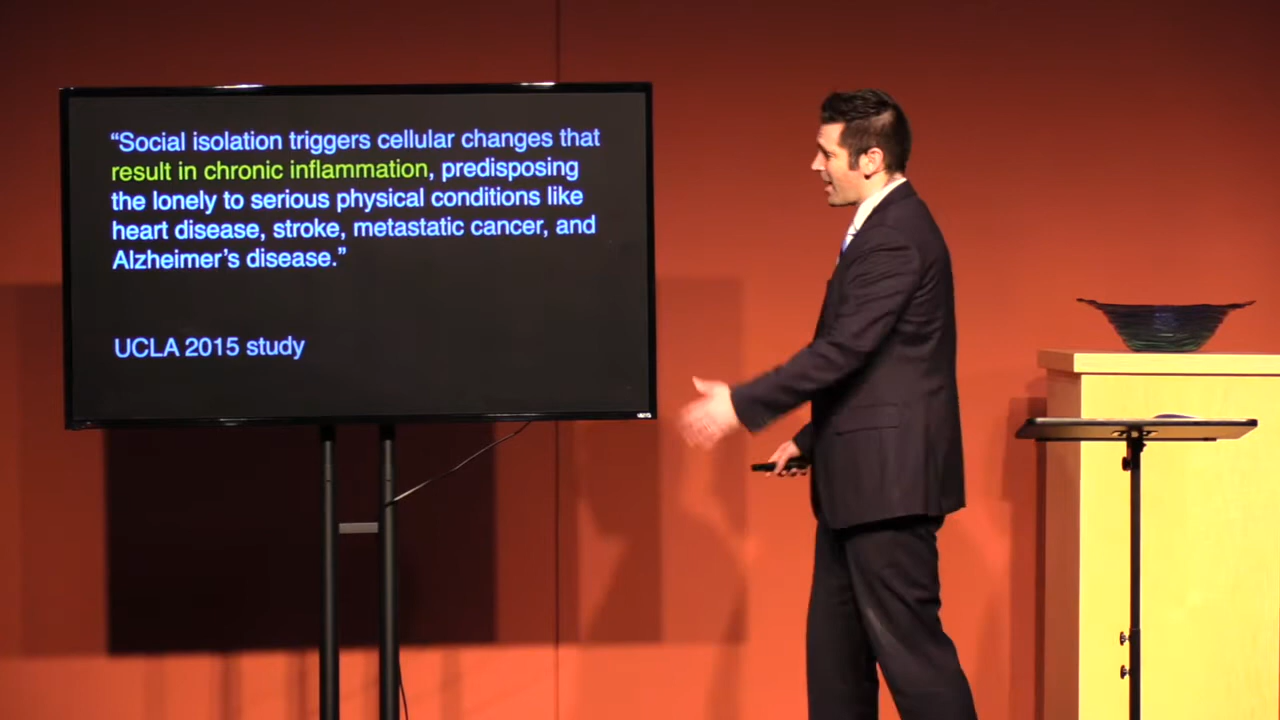 “Social isolation triggers cellular changes that
result in chronic inflammation, predisposing
the lonely to serious physical conditions like
heart disease, stroke, metastatic cancer, and
Alzheimer’s disease.”
UCLA 2015 study